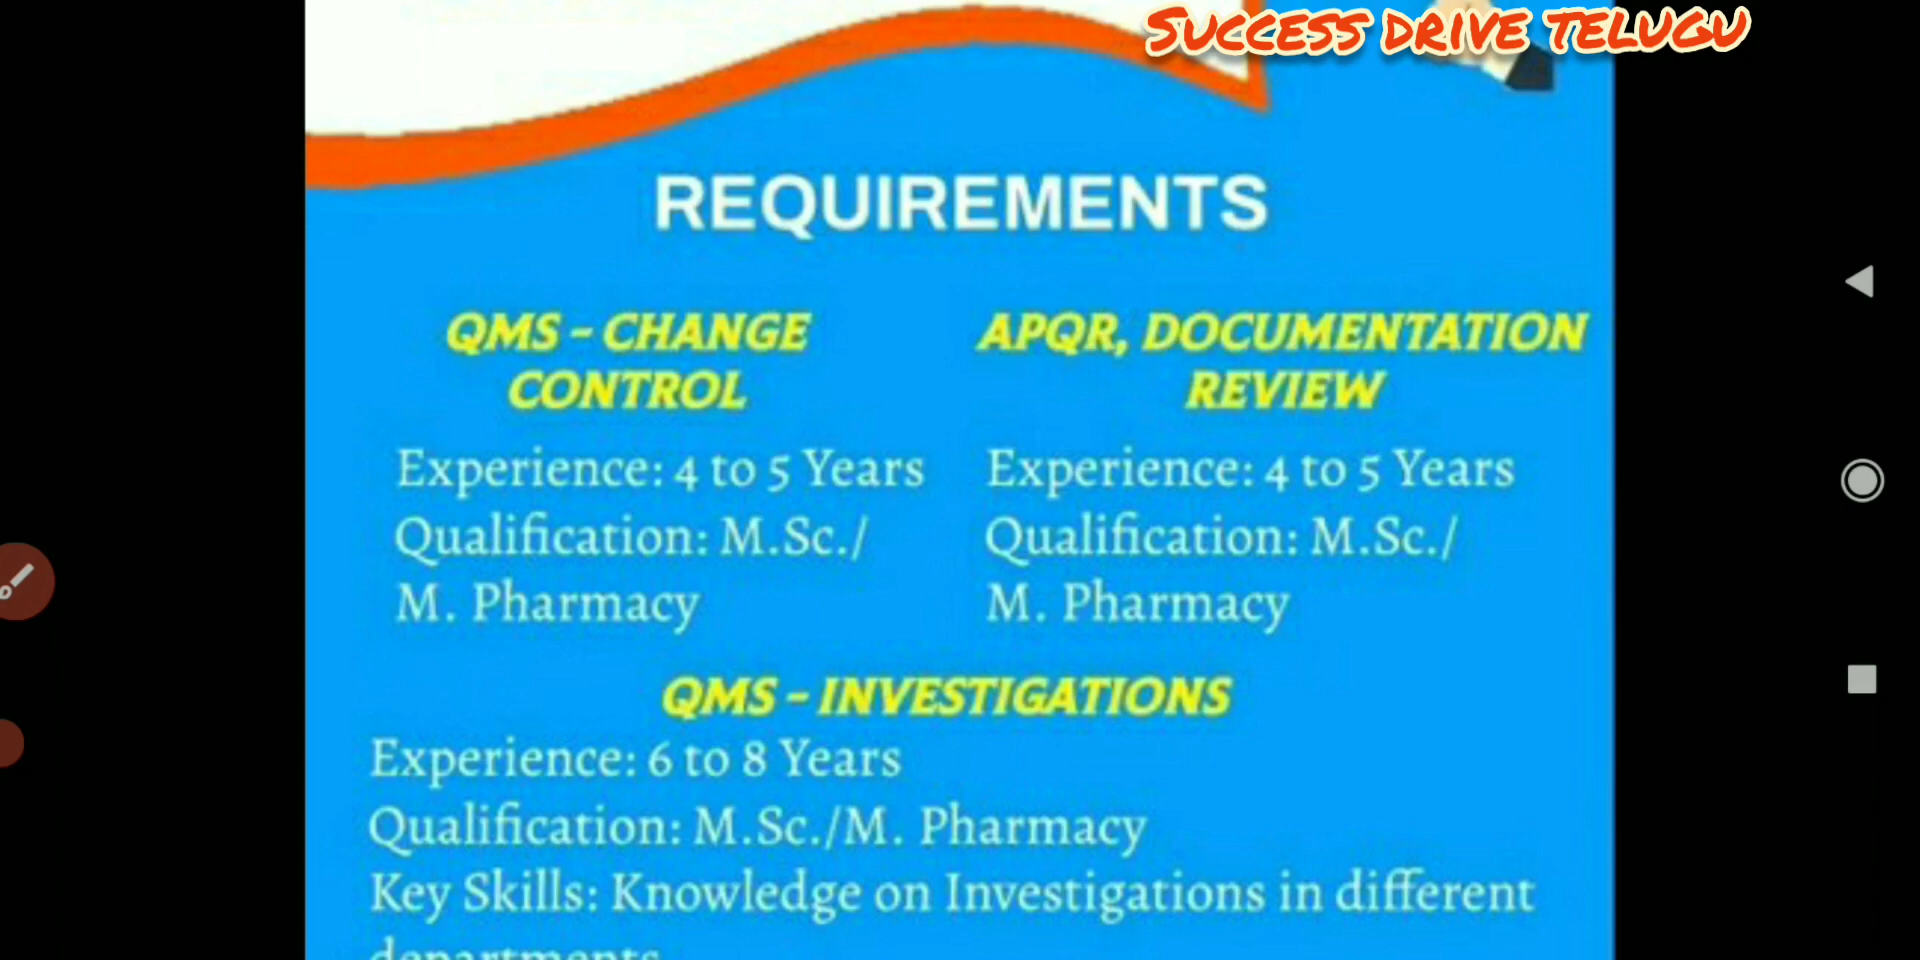 SUCCESS DRIVE TELUGU
REQUIREMENTS
QMS - CHANGE
CONTROL
Experience: 4 to 5 Years
Qualification: M.Sc./
M. Pharmacy
APQR, DOCUMENTATION
REVIEW
Experience: 4 to 5 Years
Qualification: M.Sc./
M. Pharmacy
QMS - INVESTIGATIONS
Experience: 6 to 8 Years
Qualification: M.Sc./M. Pharmacy
Key Skills: Knowledge on Investigations in different
departments